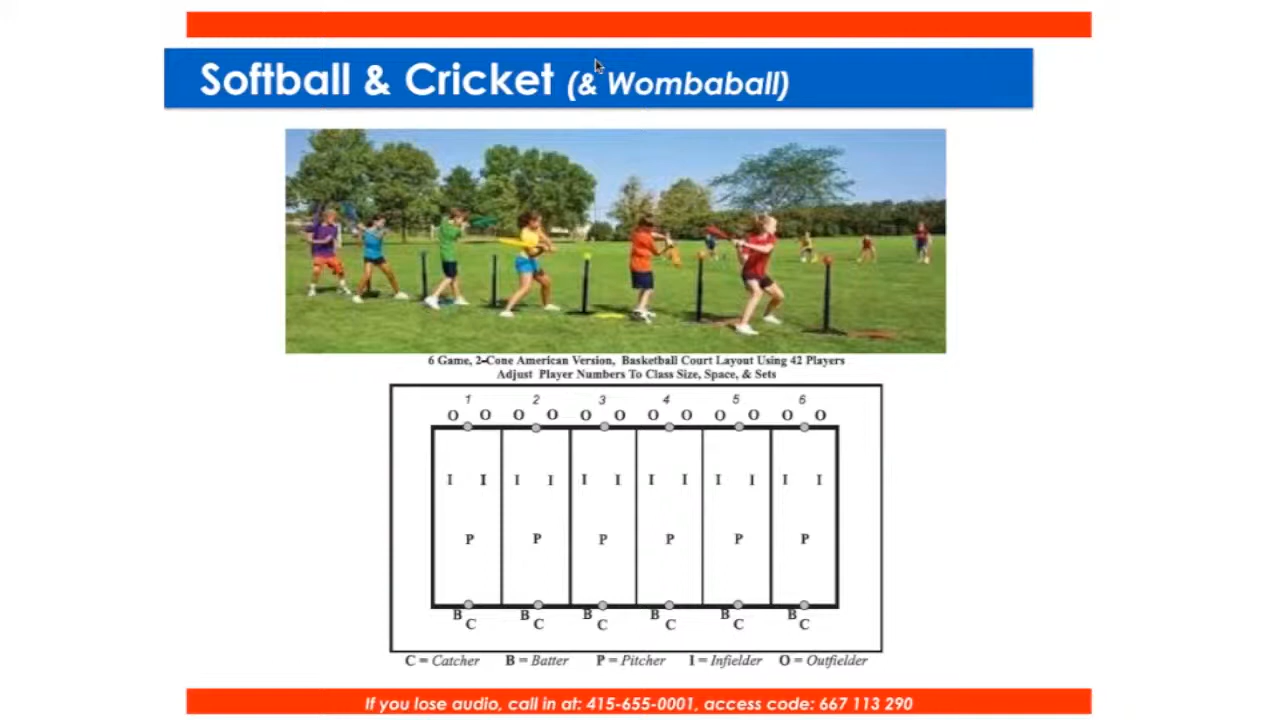 Softball & Cricket (& Wombaball)
6 Game, 2-Cone American Version, Basketball Court Layout Using 42 Players
Adjust Player Numbers To Class Size, Space, & Sets
1 2 3 4 5 6
O O O O O O O O O O O O
I I I I I I I I I I I I
P P P P P P
B B B B B B
C C C C C C
C = Catcher B = Batter P = Pitcher I = Infielder O = Outfielder
If you lose audio, call in at: 415-655-0001, access code: 667 113 290